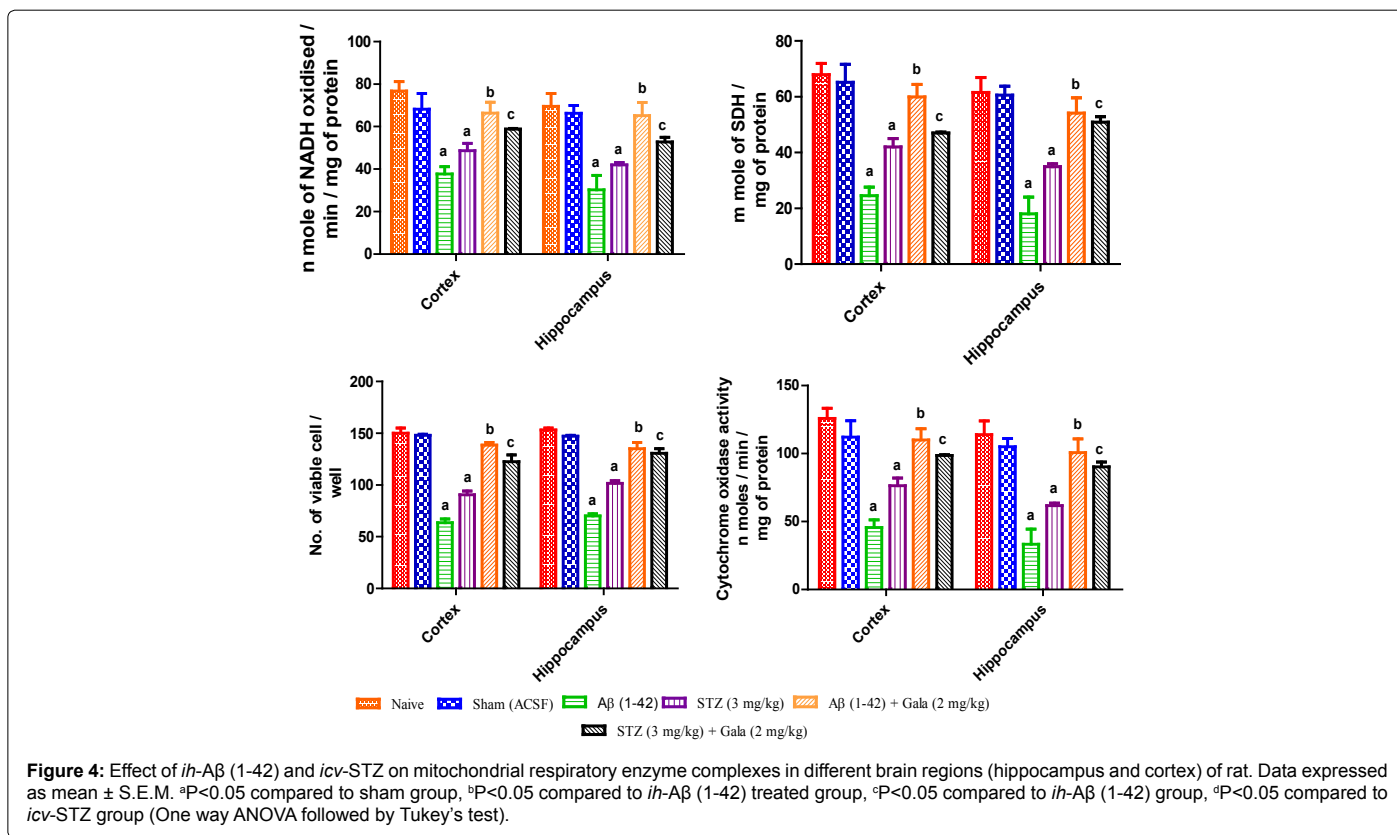 n mole of NADH oxidised /
min / mg of protein
100
80
60
40
20
0
a
a
b
c
a
a
b
c
Cortex
Hippocampus
m mole of SDH /
mg of protein
80
60
40
20
0
a
a
b
c
a
a
b
c
Cortex
Hippocampus
No. of viable cell /
well
200
150
100
50
0
a
a
b
c
a
a
b
c
Cortex
Hippocampus
Cytochrome oxidase activity
n moles / min /
mg of protein
150
100
50
0
a
a
b
c
a
a
b
c
Cortex
Hippocampus
Naive Sham (ACSF) Aβ (1-42) STZ (3 mg/kg) Aβ (1-42) + Gala (2 mg/kg)
STZ (3 mg/kg) + Gala (2 mg/kg)
Figure 4: Effect of ih-Aβ (1-42) and icv-STZ on mitochondrial respiratory enzyme complexes in different brain regions (hippocampus and cortex) of rat. Data expressed
as mean ± S.E.M. ᵃP<0.05 compared to sham group, ᵇP<0.05 compared to ih-Aβ (1-42) treated group, ᶜP<0.05 compared to ih-Aβ (1-42) group, ᵈP<0.05 compared to
icv-STZ group (One way ANOVA followed by Tukey's test).